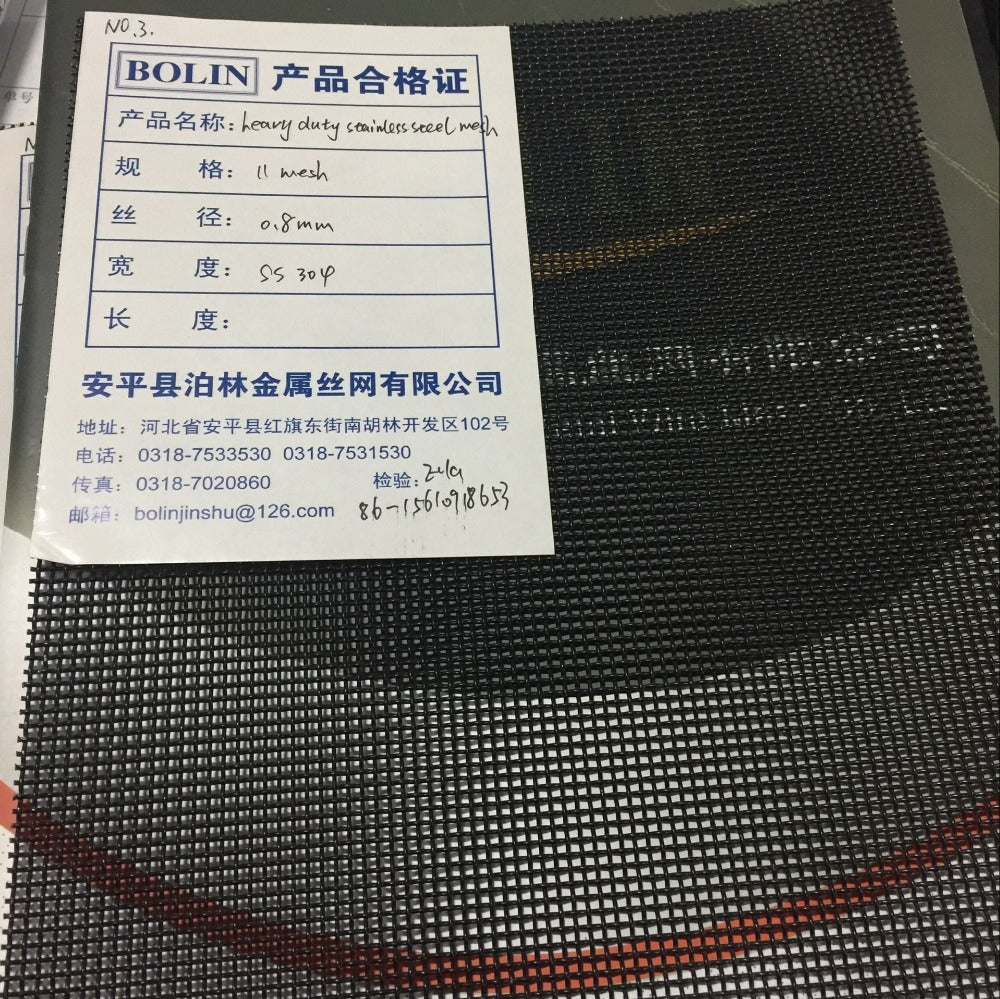 NO.3.
BOLIN 产品合格证
产品名称: heavy duty stainless steel mesh
规 格: 11 mesh
丝 径: 0.8mm
宽 度: SS 304
长 度:
安平县泊林金属丝网有限公司
地址: 河北省安平县红旗东街南胡林开发区102号
电话: 0318-7533530 0318-7531530
传真: 0318-7020860 检验:
邮箱: bolinjinshu@126.com 86-15610918653
单号